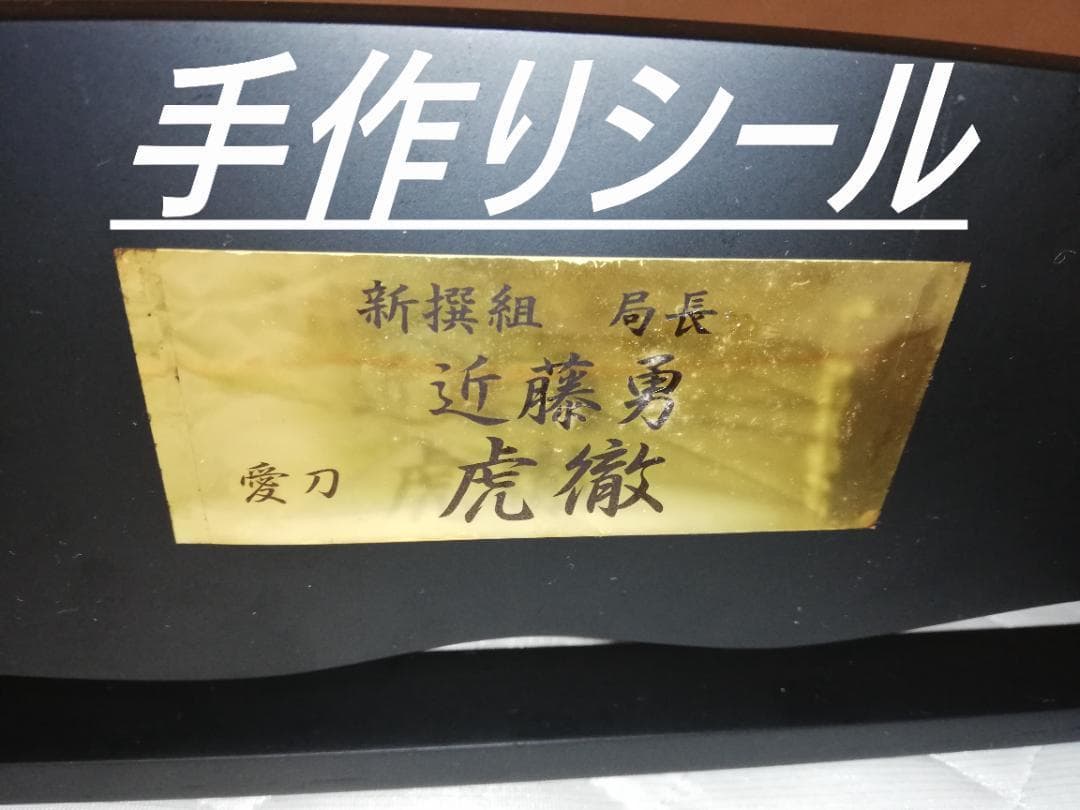 手作りシール
新撰組 局長
近藤勇
愛刀 虎徹